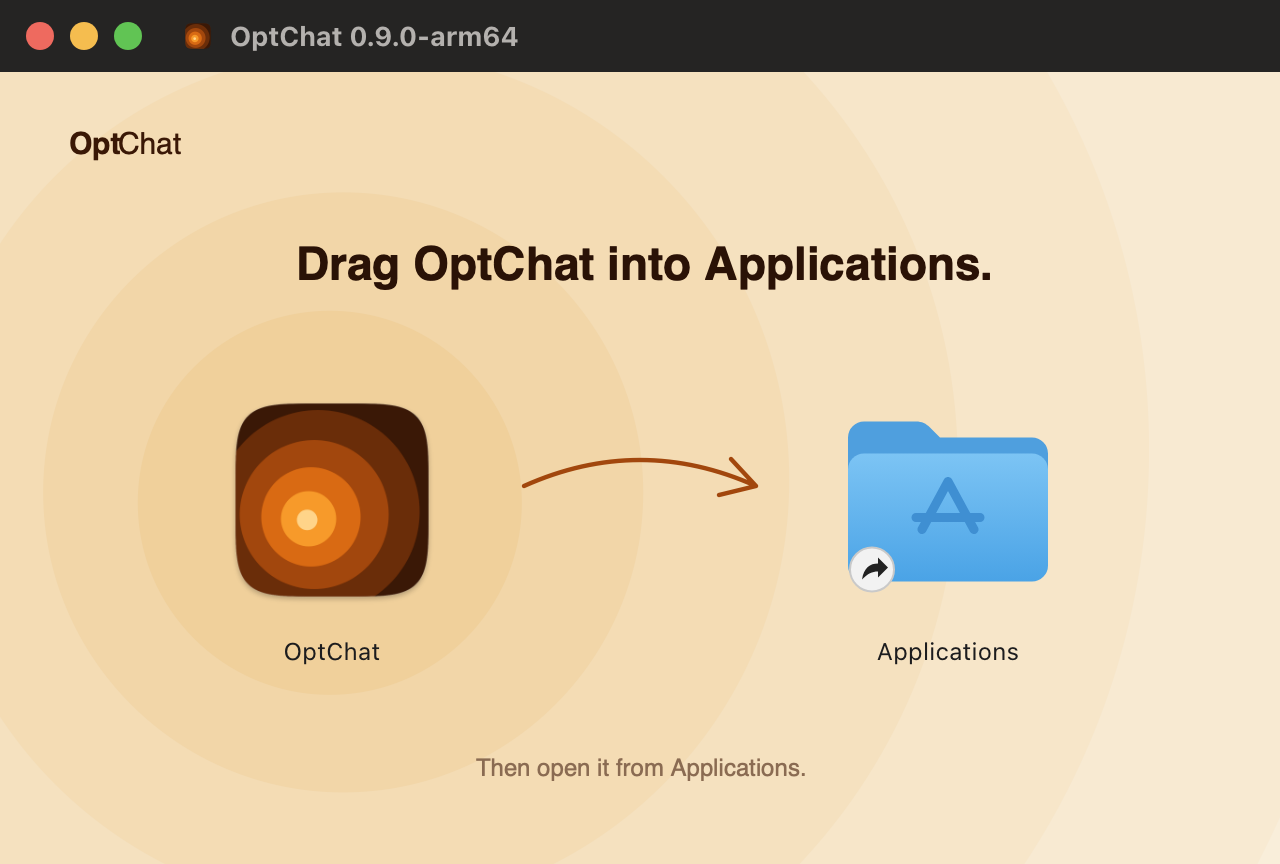 OptChat 0.9.0-arm64
OptChat
Drag OptChat into Applications.
OptChat
Applications
Then open it from Applications.